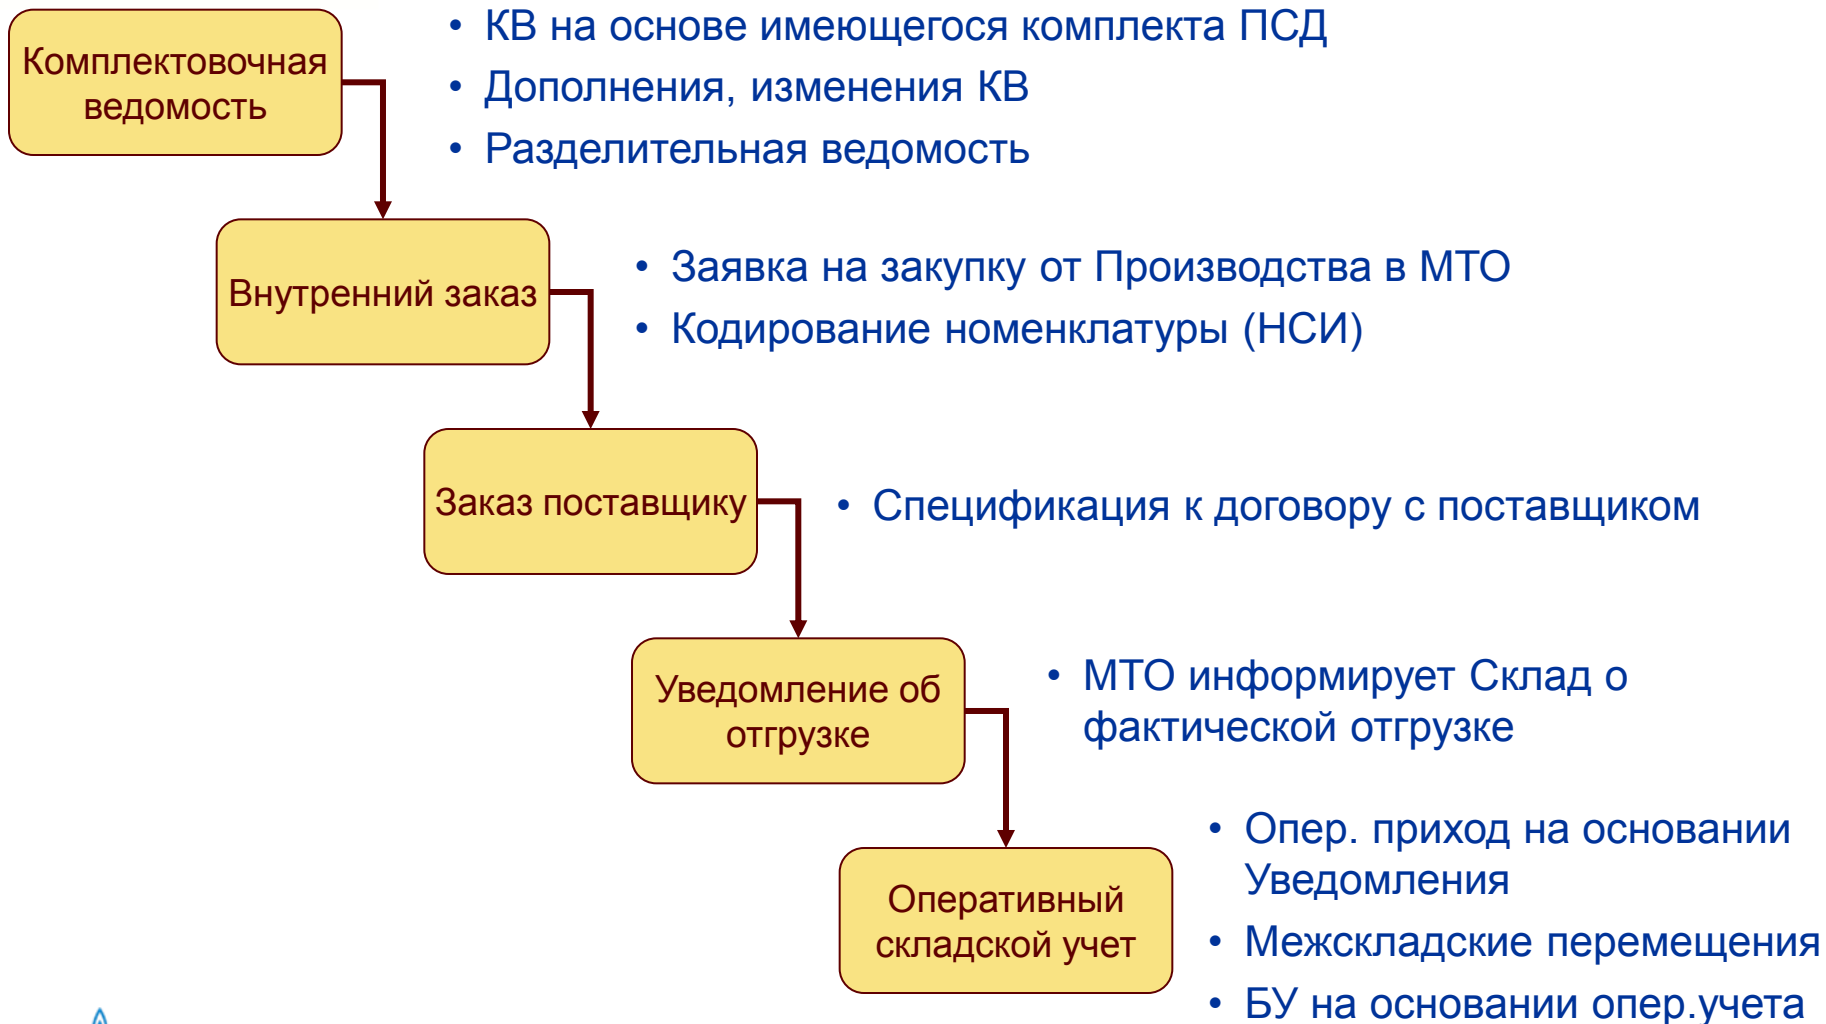 Комплектовочная
ведомость
• КВ на основе имеющегося комплекта ПСД
• Дополнения, изменения КВ
• Разделительная ведомость
Внутренний заказ
• Заявка на закупку от Производства в МТО
• Кодирование номенклатуры (НСИ)
Заказ поставщику
• Спецификация к договору с поставщиком
Уведомление об
отгрузке
• МТО информирует Склад о
фактической отгрузке
Оперативный
складской учет
• Опер. приход на основании
Уведомления
• Межскладские перемещения
• БУ на основании опер.учета